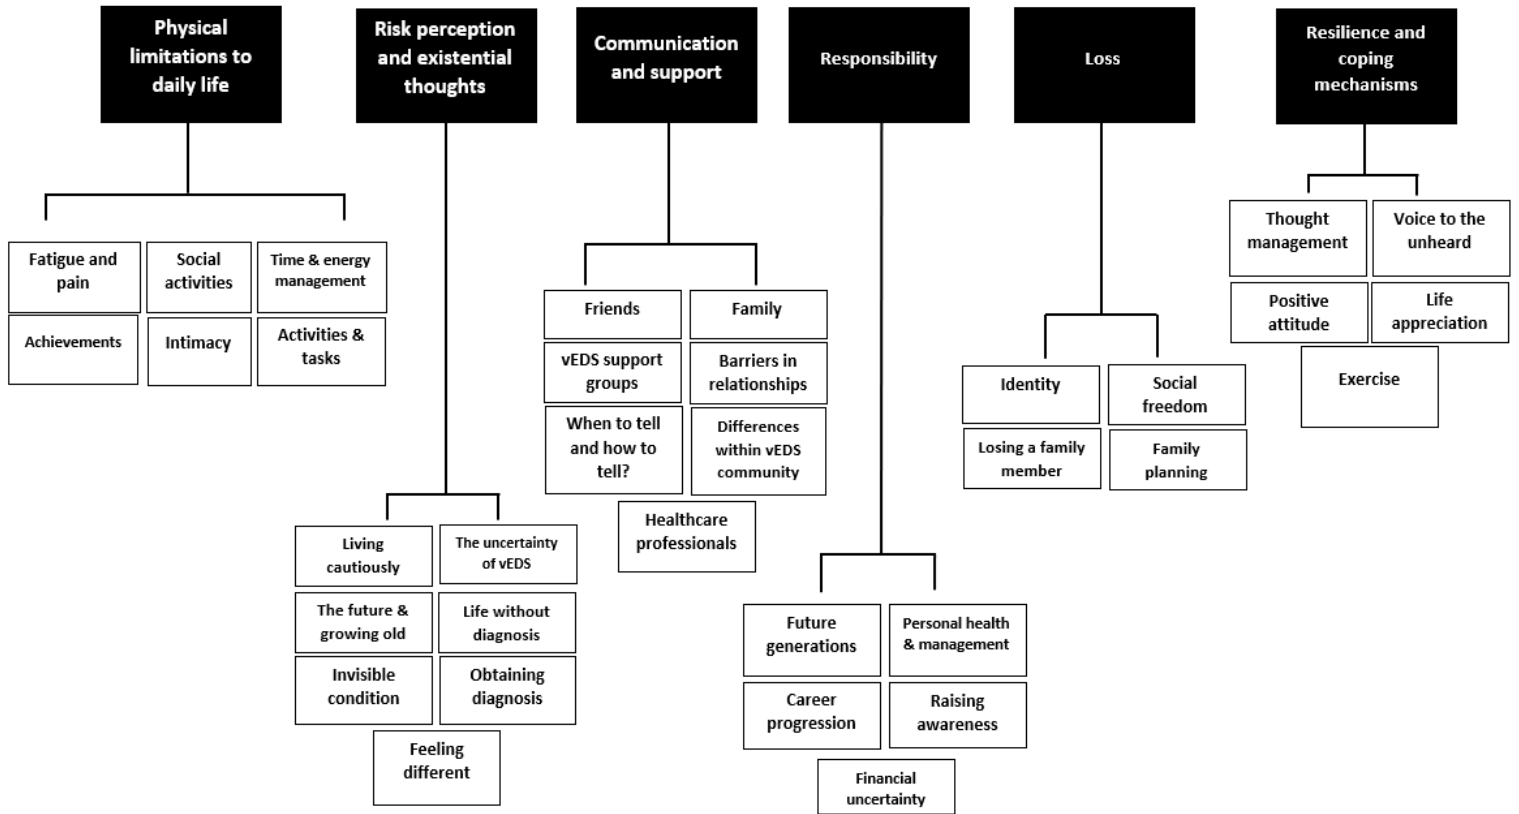 Physical
limitations to
daily life
Risk perception
and existential
thoughts
Communication
and support
Responsibility
Loss
Resilience and
coping
mechanisms
Fatigue and
pain
Social
activities
Time & energy
management
Achievements
Intimacy
Activities &
tasks
Living
cautiously
The uncertainty
of vEDS
The future &
growing old
Life without
diagnosis
Invisible
condition
Obtaining
diagnosis
Feeling
different
Friends
Family
vEDS support
groups
Barriers in
relationships
When to tell
and how to
tell?
Differences
within vEDS
community
Healthcare
professionals
Future
generations
Personal health
& management
Career
progression
Raising
awareness
Financial
uncertainty
Identity
Social
freedom
Losing a family
member
Family
planning
Thought
management
Voice to the
unheard
Positive
attitude
Life
appreciation
Exercise